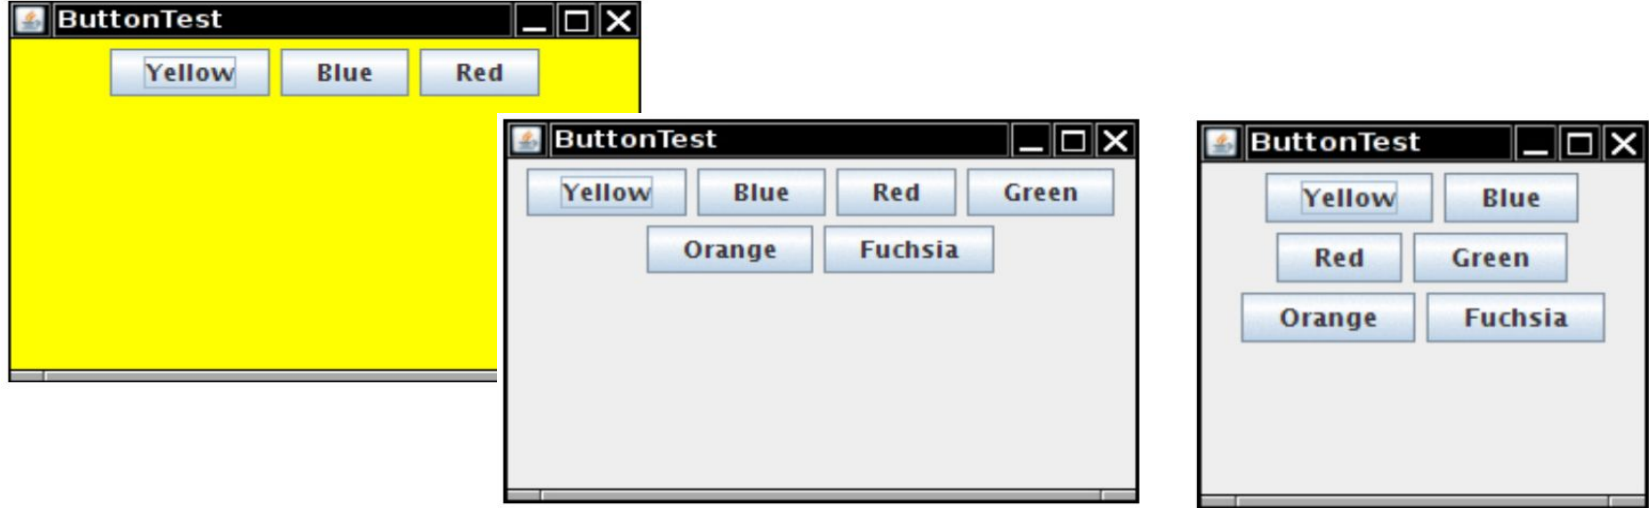 ButtonTest
Yellow Blue Red
ButtonTest
Yellow Blue Red Green
Orange Fuchsia
ButtonTest
Yellow Blue
Red Green
Orange Fuchsia